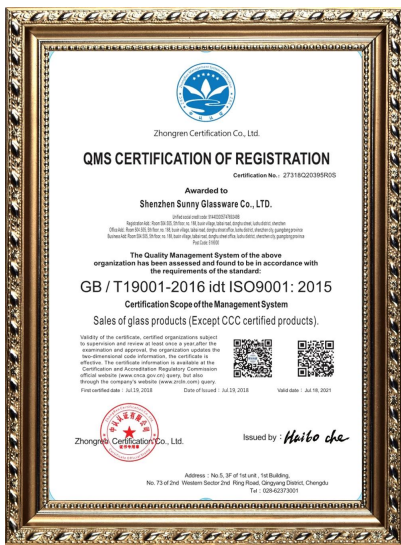 Zhongren Certification Co., Ltd.
QMS CERTIFICATION OF REGISTRATION
Certification No.: 27318Q20395R0S
Awarded to
Shenzhen Sunny Glassware Co., LTD.
The Quality Management System of the above
organization has been assessed and found to be in accordance with
the requirements of the standard:
GB / T19001-2016 idt ISO9001: 2015
Certification Scope of the Management System
Sales of glass products (Except CCC certified products).
Validity of the certificate, certified organizations subject
to supervision and review at least once a year.after the
examination and approval, the organization updates the
two-dimensional code information, the certificate is
effective. The certification information is available at the
Certification and Accreditation Regulatory Commission
official website (www.cnca.gov.cn) query, but also
through the company's website (www.zrcln.com) query.
First certified date : Jul.19, 2018
Date of Issued : Jul.19, 2018
Valid date : Jul.18, 2021
Zhongren Certification Co., Ltd.
Issued by :
Haibo che
Address : No.5, 3F of 1st unit , 1st Building,
No. 73 of 2nd Western Sector 2nd Ring Road, Qingyang District, Chengdu
Tel : 028-62373001